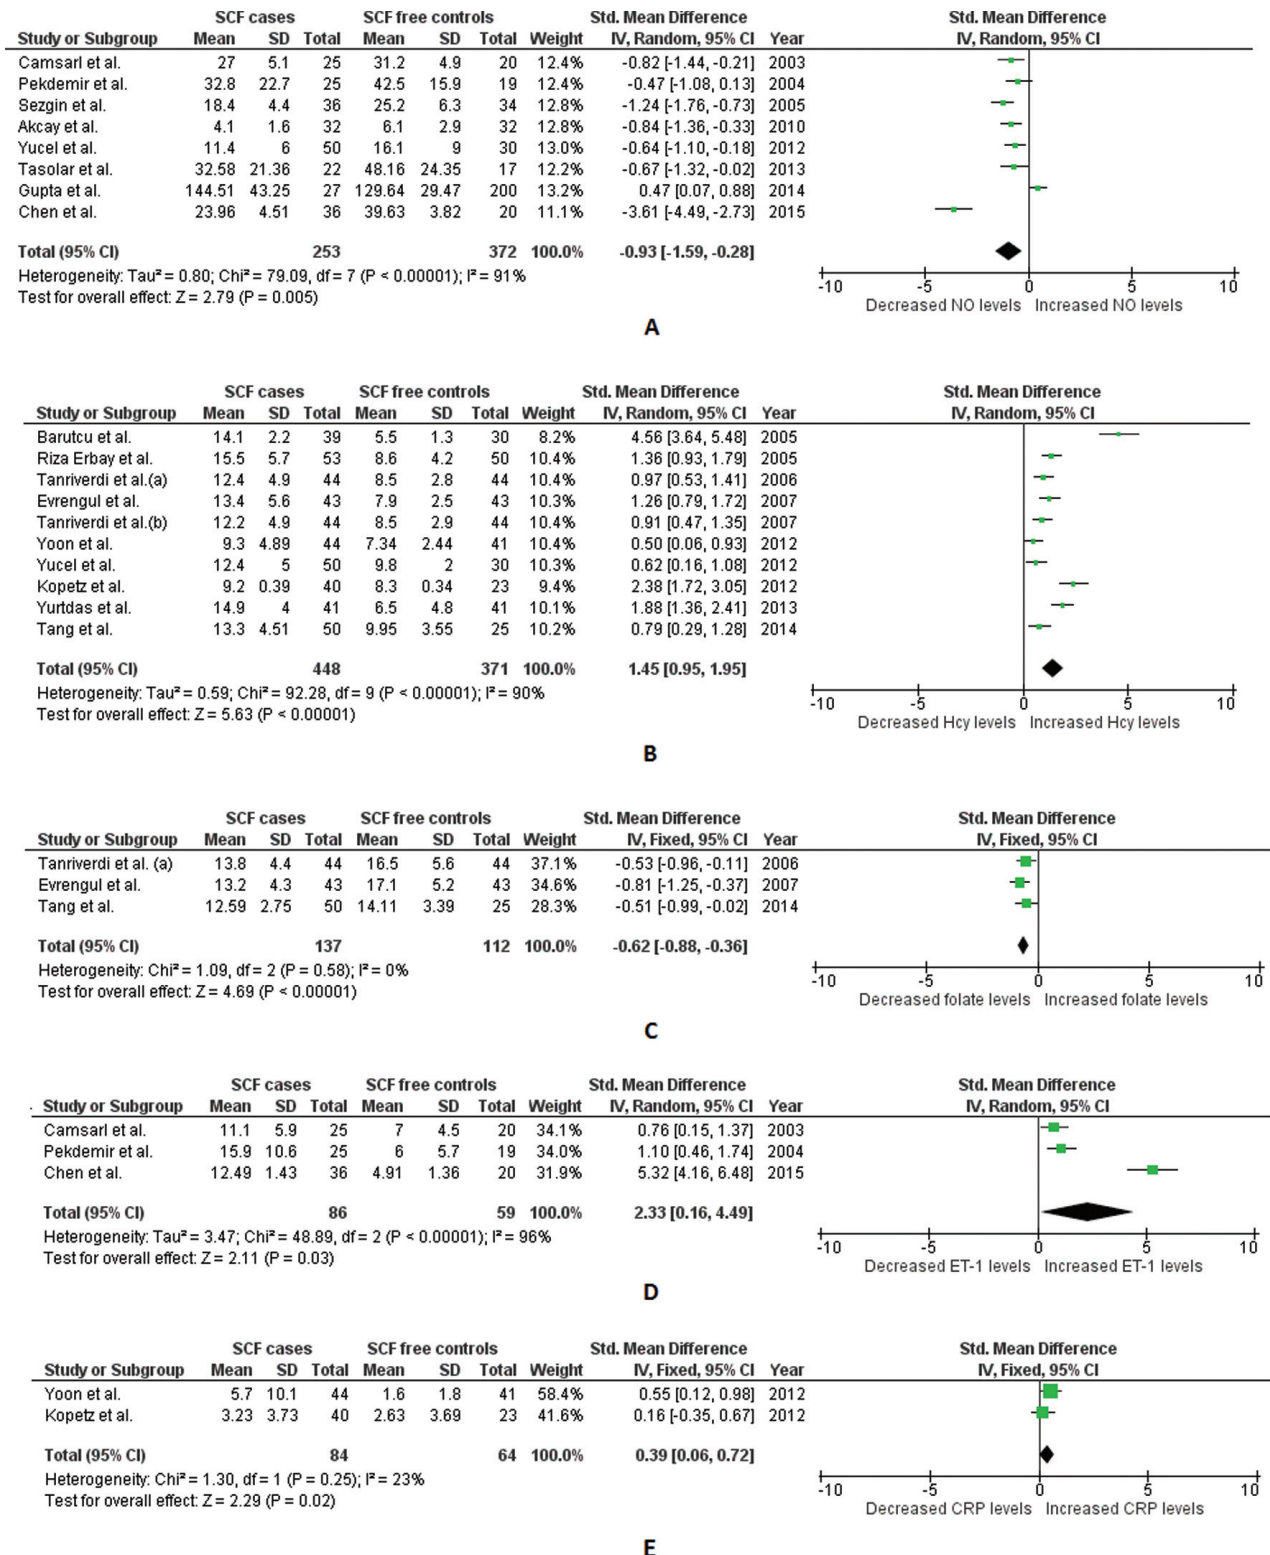 SCF cases SCF free controls Std. Mean Difference Std. Mean Difference
Study or Subgroup Mean SD Total Mean SD Total Weight IV, Random, 95% CI Year IV, Random, 95% CI
Camsarl et al. 27 5.1 25 31.2 4.9 20 12.4% -0.82 [-1.44, -0.21] 2003
Pekdemir et al. 32.8 22.7 25 42.5 15.9 19 12.4% -0.47 [-1.08, 0.13] 2004
Sezgin et al. 18.4 4.4 36 25.2 6.3 34 12.8% -1.24 [-1.76, -0.73] 2005
Akcay et al. 4.1 1.6 32 6.1 2.9 32 12.8% -0.84 [-1.36, -0.33] 2010
Yucel et al. 11.4 6 50 16.1 9 30 13.0% -0.64 [-1.10, -0.18] 2012
Tasolar et al. 32.58 21.36 22 48.16 24.35 17 12.2% -0.67 [-1.32, -0.02] 2013
Gupta et al. 144.51 43.25 27 129.64 29.47 200 13.2% 0.47 [0.07, 0.88] 2014
Chen et al. 23.96 4.51 36 39.63 3.82 20 11.1% -3.61 [-4.49, -2.73] 2015
Total (95% CI) 253 372 100.0% -0.93 [-1.59, -0.28]
Heterogeneity: Tau² = 0.80; Chi² = 79.09, df = 7 (P < 0.00001); I² = 91%
Test for overall effect: Z = 2.79 (P = 0.005)
-10 -5 0 5 10
Decreased NO levels Increased NO levels
A
SCF cases SCF free controls Std. Mean Difference Std. Mean Difference
Study or Subgroup Mean SD Total Mean SD Total Weight IV, Random, 95% CI Year IV, Random, 95% CI
Barutcu et al. 14.1 2.2 39 5.5 1.3 30 8.2% 4.56 [3.64, 5.48] 2005
Riza Erbay et al. 15.5 5.7 53 8.6 4.2 50 10.4% 1.36 [0.93, 1.79] 2005
Tanriverdi et al.(a) 12.4 4.9 44 8.5 2.8 44 10.4% 0.97 [0.53, 1.41] 2006
Evrengul et al. 13.4 5.6 43 7.9 2.5 43 10.3% 1.26 [0.79, 1.72] 2007
Tanriverdi et al.(b) 12.2 4.9 44 8.5 2.9 44 10.4% 0.91 [0.47, 1.35] 2007
Yoon et al. 9.3 4.89 44 7.34 2.44 41 10.4% 0.50 [0.06, 0.93] 2012
Yucel et al. 12.4 5 50 9.8 2 30 10.3% 0.62 [0.16, 1.08] 2012
Kopetz et al. 9.2 0.39 40 8.3 0.34 23 9.4% 2.38 [1.72, 3.05] 2012
Yurtdas et al. 14.9 4 41 6.5 4.8 41 10.1% 1.88 [1.36, 2.41] 2013
Tang et al. 13.3 4.51 50 9.95 3.55 25 10.2% 0.79 [0.29, 1.28] 2014
Total (95% CI) 448 371 100.0% 1.45 [0.95, 1.95]
Heterogeneity: Tau² = 0.59; Chi² = 92.28, df = 9 (P < 0.00001); I² = 90%
Test for overall effect: Z = 5.63 (P < 0.00001)
-10 -5 0 5 10
Decreased Hcy levels Increased Hcy levels
B
SCF cases SCF free controls Std. Mean Difference Std. Mean Difference
Study or Subgroup Mean SD Total Mean SD Total Weight IV, Fixed, 95% CI Year IV, Fixed, 95% CI
Tanriverdi et al. (a) 13.8 4.4 44 16.5 5.6 44 37.1% -0.53 [-0.96, -0.11] 2006
Evrengul et al. 13.2 4.3 43 17.1 5.2 43 34.6% -0.81 [-1.25, -0.37] 2007
Tang et al. 12.59 2.75 50 14.11 3.39 25 28.3% -0.51 [-0.99, -0.02] 2014
Total (95% CI) 137 112 100.0% -0.62 [-0.88, -0.36]
Heterogeneity: Chi² = 1.09, df = 2 (P = 0.58); I² = 0%
Test for overall effect: Z = 4.69 (P < 0.00001)
-10 -5 0 5 10
Decreased folate levels Increased folate levels
C
SCF cases SCF free controls Std. Mean Difference Std. Mean Difference
Study or Subgroup Mean SD Total Mean SD Total Weight IV, Random, 95% CI Year IV, Random, 95% CI
Camsarl et al. 11.1 5.9 25 7 4.5 20 34.1% 0.76 [0.15, 1.37] 2003
Pekdemir et al. 15.9 10.6 25 6 5.7 19 34.0% 1.10 [0.46, 1.74] 2004
Chen et al. 12.49 1.43 36 4.91 1.36 20 31.9% 5.32 [4.16, 6.48] 2015
Total (95% CI) 86 59 100.0% 2.33 [0.16, 4.49]
Heterogeneity: Tau² = 3.47; Chi² = 48.89, df = 2 (P < 0.00001); I² = 96%
Test for overall effect: Z = 2.11 (P = 0.03)
-10 -5 0 5 10
Decreased ET-1 levels Increased ET-1 levels
D
SCF cases SCF free controls Std. Mean Difference Std. Mean Difference
Study or Subgroup Mean SD Total Mean SD Total Weight IV, Fixed, 95% CI Year IV, Fixed, 95% CI
Yoon et al. 5.7 10.1 44 1.6 1.8 41 58.4% 0.55 [0.12, 0.98] 2012
Kopetz et al. 3.23 3.73 40 2.63 3.69 23 41.6% 0.16 [-0.35, 0.67] 2012
Total (95% CI) 84 64 100.0% 0.39 [0.06, 0.72]
Heterogeneity: Chi² = 1.30, df = 1 (P = 0.25); I² = 23%
Test for overall effect: Z = 2.29 (P = 0.02)
-10 -5 0 5 10
Decreased CRP levels Increased CRP levels
E